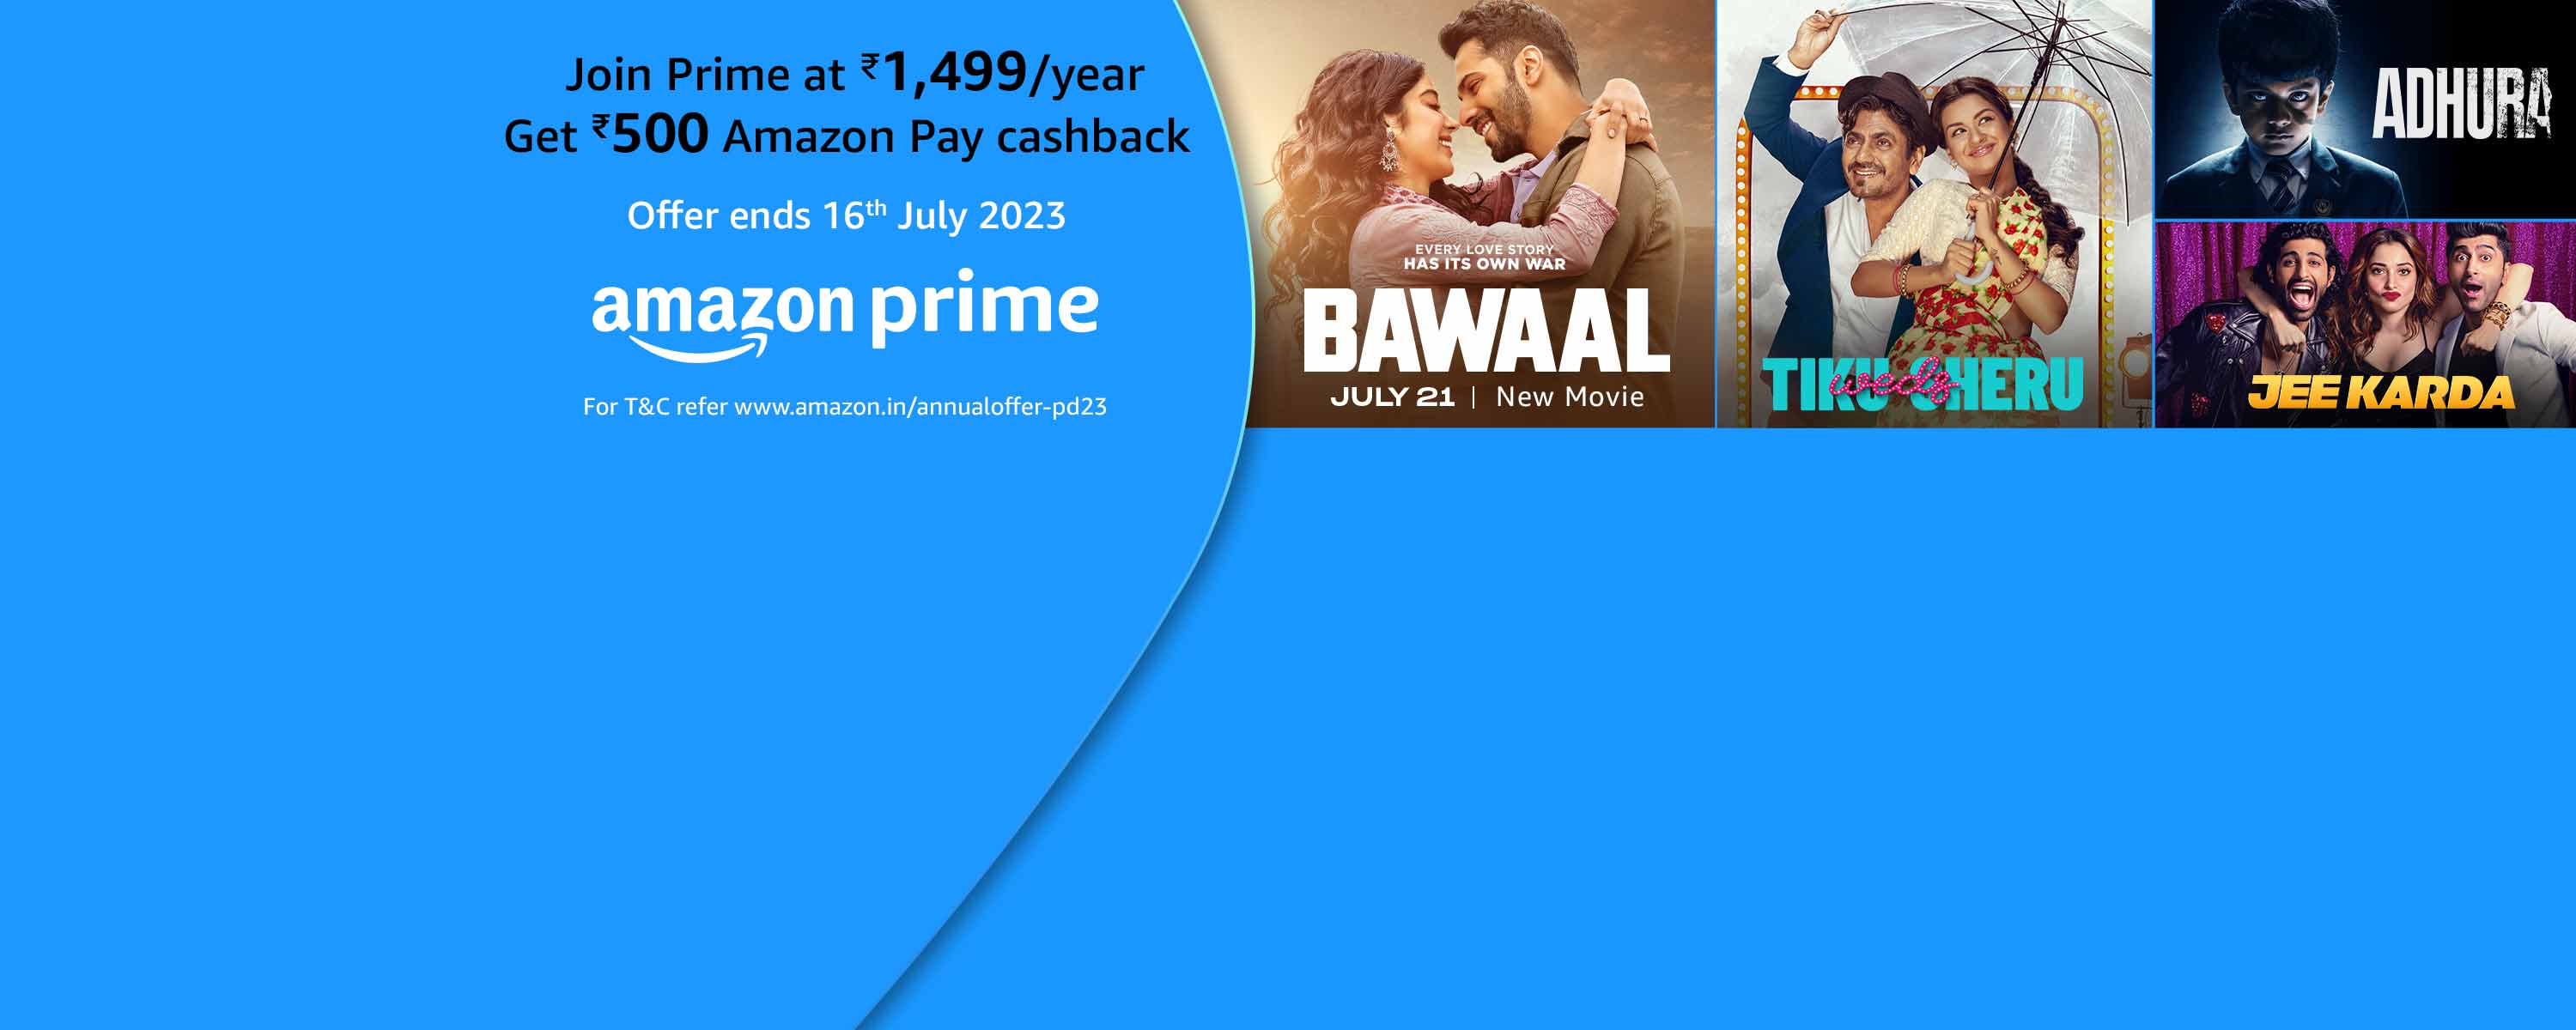 Join Prime at ₹1,499/year
Get ₹500 Amazon Pay cashback
Offer ends 16th July 2023
amazon prime
For T&C refer www.amazon.in/annualoffer-pd23
EVERY LOVE STORY
HAS ITS OWN WAR
BAWAAL
JULY 21 | New Movie
TIKU weds SHERU
ADHURA
JEE KARDA